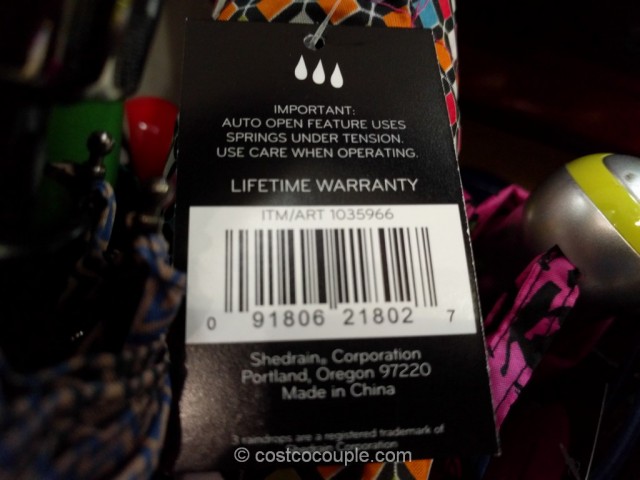 IMPORTANT:
AUTO OPEN FEATURE USES
SPRINGS UNDER TENSION.
USE CARE WHEN OPERATING.
LIFETIME WARRANTY
ITM/ART 1035966
0 91806 21802 7
Shedrain® Corporation
Portland, Oregon 97220
Made in China
3 raindrops are a registered trademark of
Shedrain Corporation
© costcocouple.com